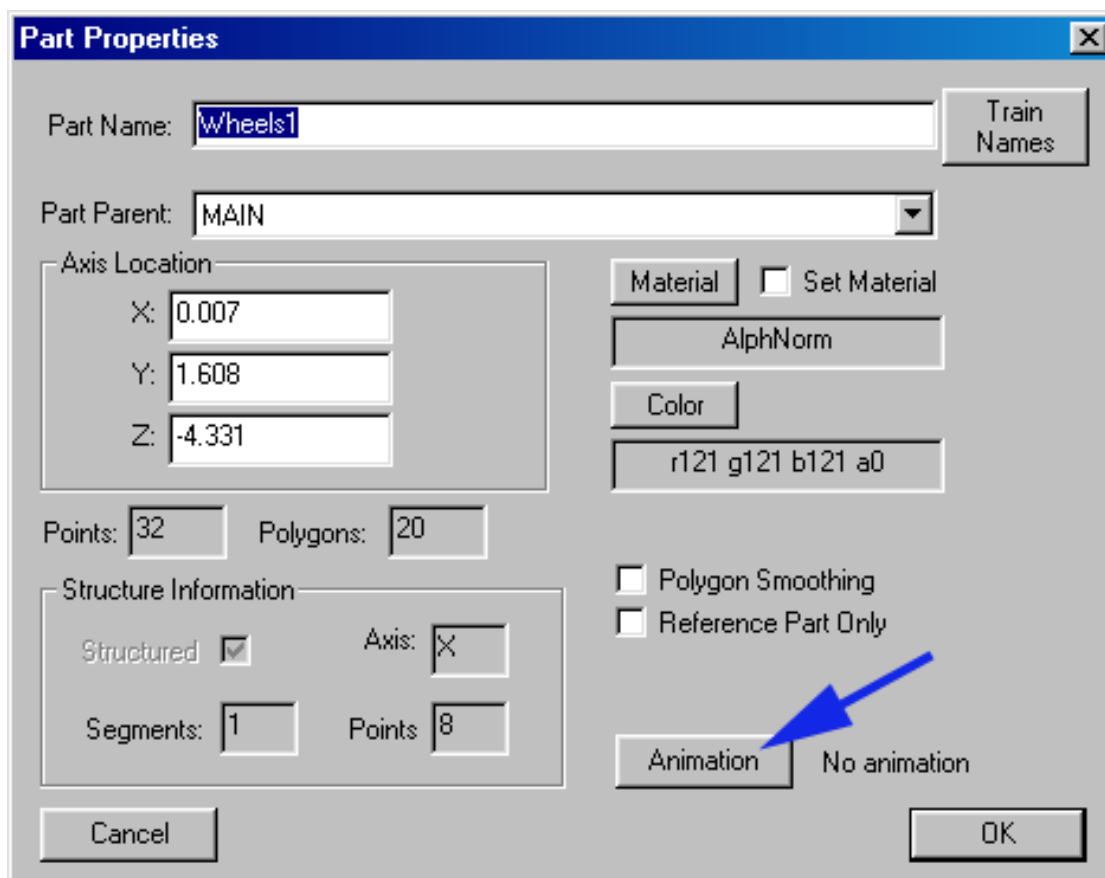 Part Properties
Part Name: Wheels1
Train Names
Part Parent: MAIN
Axis Location
X: 0.007
Y: 1.608
Z: -4.331
Material Set Material
AlphNorm
Color
r121 g121 b121 a0
Points: 32 Polygons: 20
Structure Information
Structured Axis: X
Segments: 1 Points 8
Polygon Smoothing
Reference Part Only
Animation No animation
Cancel
OK